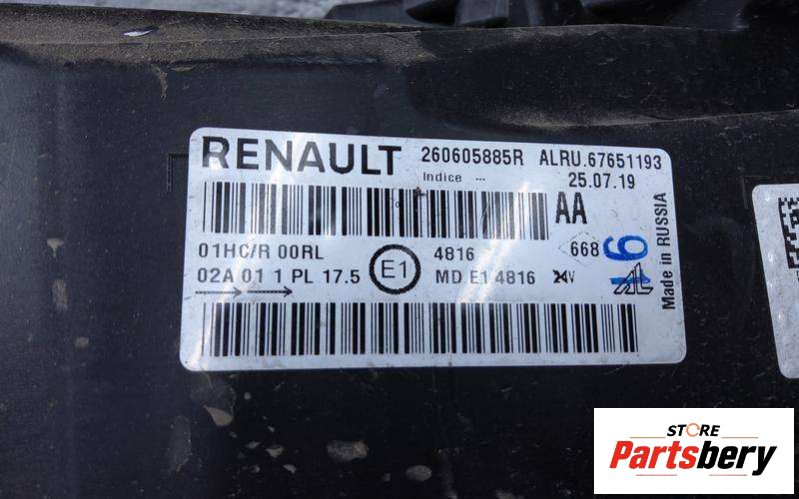 RENAULT 260605885R ALRU.67651193
Indice --- 25.07.19
AA
01HC/R 00RL 4816 668
02A 01 1 PL 17.5 E1 MD E1 4816
Made in RUSSIA
STORE
Partsbery